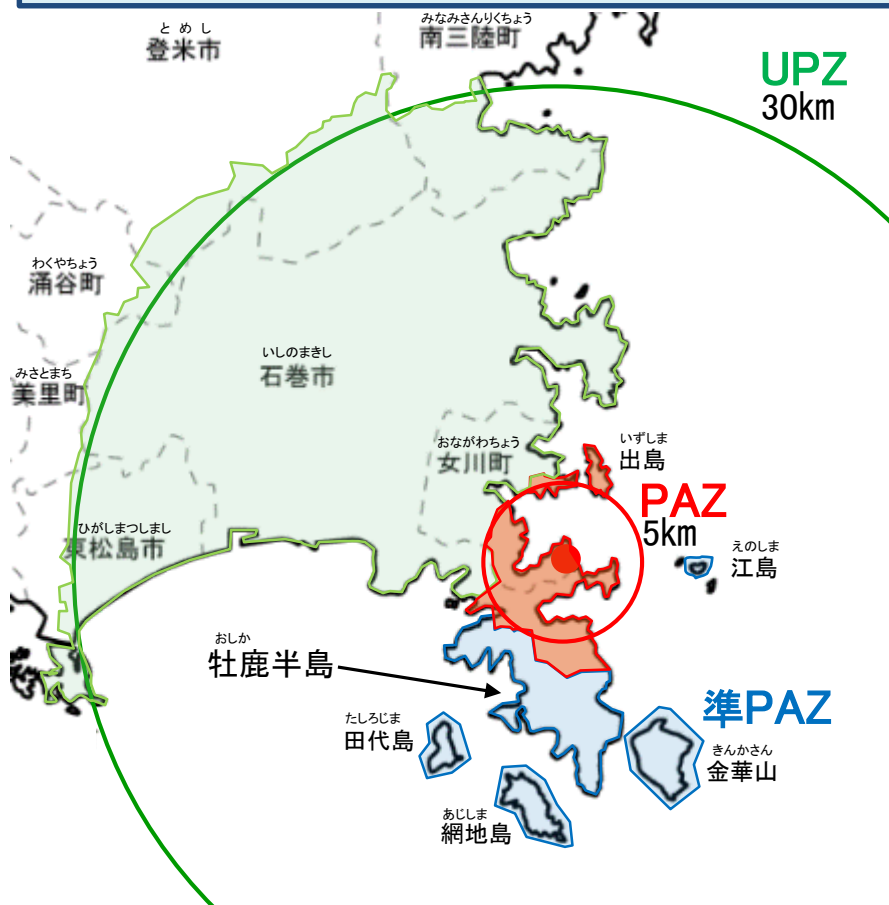 とめし
登米市
みなみさんりくちょう
南三陸町
UPZ
30km
わくやちょう
涌谷町
みさとまち
美里町
いしのまきし
石巻市
おながわちょう
女川町
いずしま
出島
PAZ
5km
えのしま
江島
ひがしまつしまし
東松島市
おしか
牡鹿半島
準PAZ
たしろじま
田代島
きんかさん
金華山
あじしま
網地島